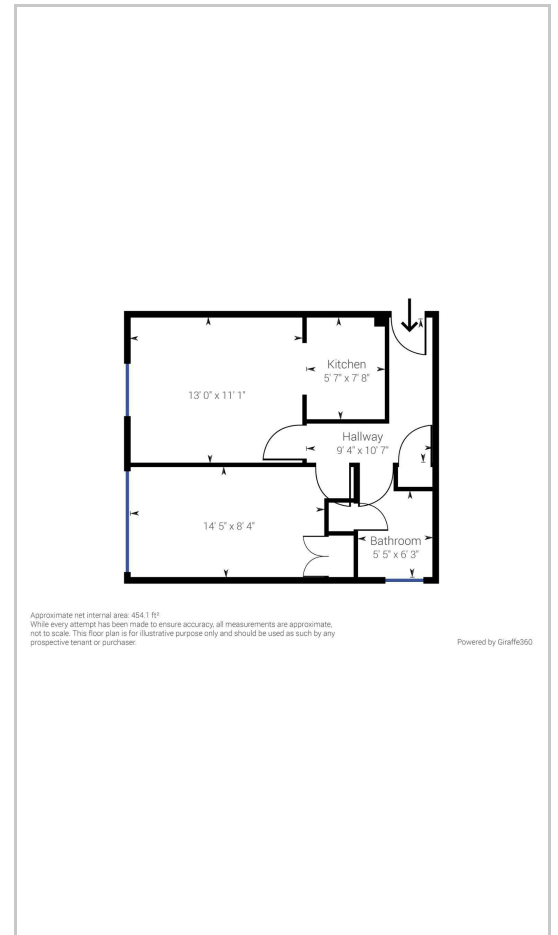 Kitchen
5' 7" x 7' 8"
13' 0" x 11' 1"
Hallway
9' 4" x 10' 7"
14' 5" x 8' 4"
Bathroom
5' 5" x 6' 3"
Approximate net internal area: 454.1 ft²
While every attempt has been made to ensure accuracy, all measurements are approximate,
not to scale. This floor plan is for illustrative purpose only and should be used as such by any
prospective tenant or purchaser.
Powered by Giraffe360